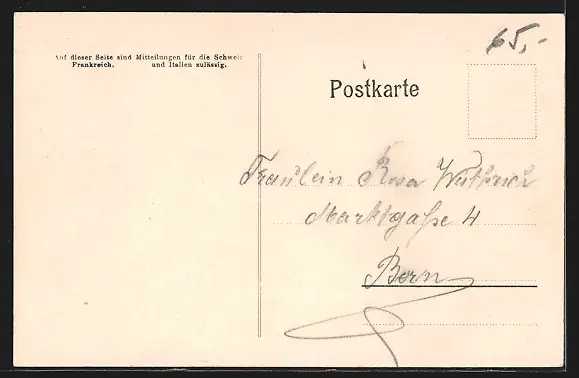 65,-
Auf dieser Seite sind Mitteilungen für die Schweiz
Frankreich, und Italien zulässig.
Postkarte
Fräulein Rosa Wüthrich
Marktgaße 4
Bern